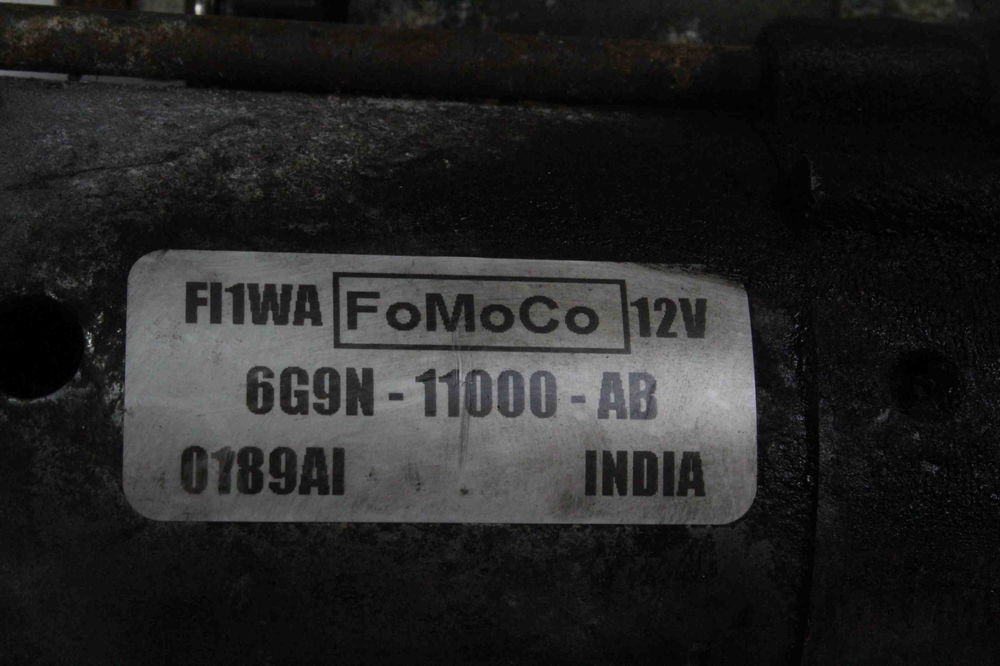 FI1WA FoMoCo 12V
6G9N - 11000 - AB
0189AI INDIA